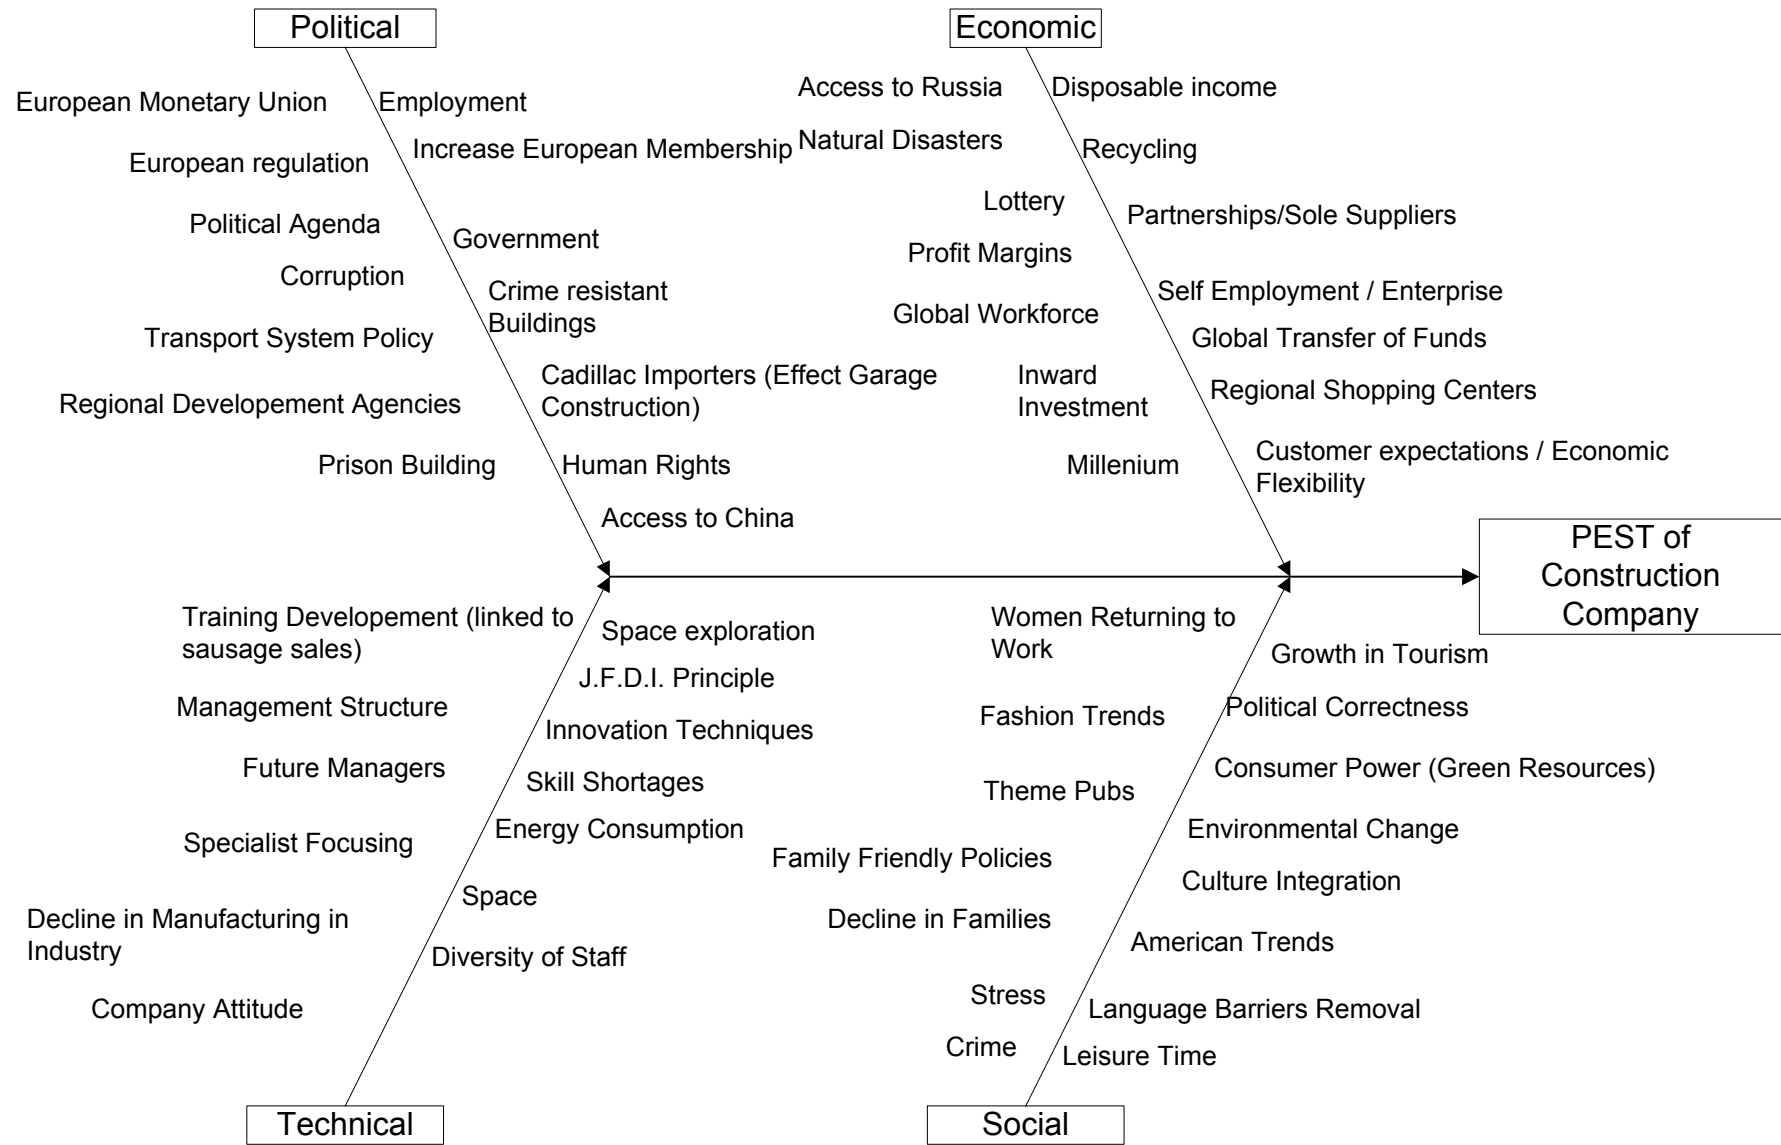 Political
European Monetary Union
European regulation
Political Agenda
Corruption
Transport System Policy
Regional Developement Agencies
Prison Building
Employment
Increase European Membership
Government
Crime resistant
Buildings
Cadillac Importers (Effect Garage
Construction)
Human Rights
Access to China
Economic
Access to Russia
Natural Disasters
Lottery
Profit Margins
Global Workforce
Inward
Investment
Millenium
Disposable income
Recycling
Partnerships/Sole Suppliers
Self Employment / Enterprise
Global Transfer of Funds
Regional Shopping Centers
Customer expectations / Economic
Flexibility
PEST of
Construction
Company
Training Developement (linked to
sausage sales)
Management Structure
Future Managers
Specialist Focusing
Decline in Manufacturing in
Industry
Company Attitude
Space exploration
J.F.D.I. Principle
Innovation Techniques
Skill Shortages
Energy Consumption
Space
Diversity of Staff
Technical
Women Returning to
Work
Fashion Trends
Theme Pubs
Family Friendly Policies
Decline in Families
Stress
Crime
Growth in Tourism
Political Correctness
Consumer Power (Green Resources)
Environmental Change
Culture Integration
American Trends
Language Barriers Removal
Leisure Time
Social